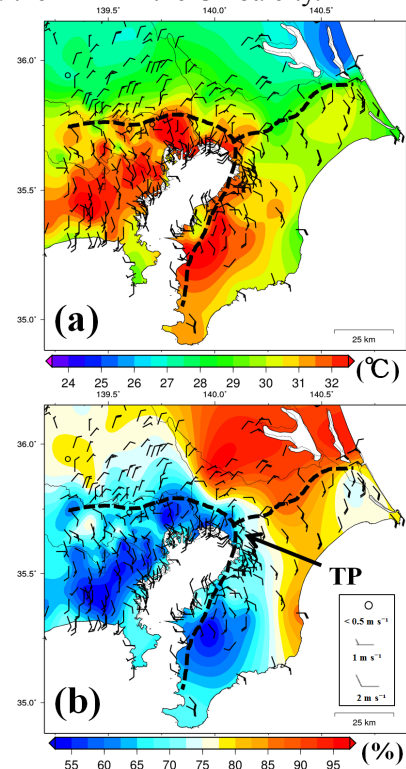 139.5° 140.0° 140.5°
36.0°
35.5°
35.0°
(a)
25 km
24 25 26 27 28 29 30 31 32 (℃)
139.5° 140.0° 140.5°
36.0°
35.5°
TP
35.0°
(b)
< 0.5 m s⁻¹
1 m s⁻¹
2 m s⁻¹
25 km
55 60 65 70 75 80 85 90 95 (%)